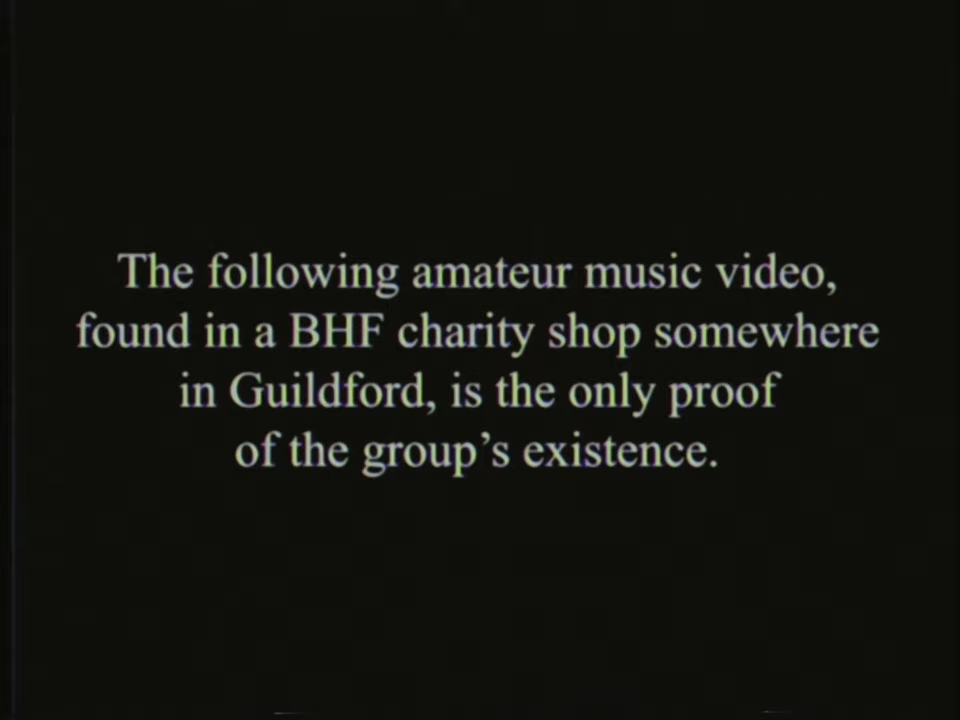 The following amateur music video,
found in a BHF charity shop somewhere
in Guildford, is the only proof
of the group’s existence.